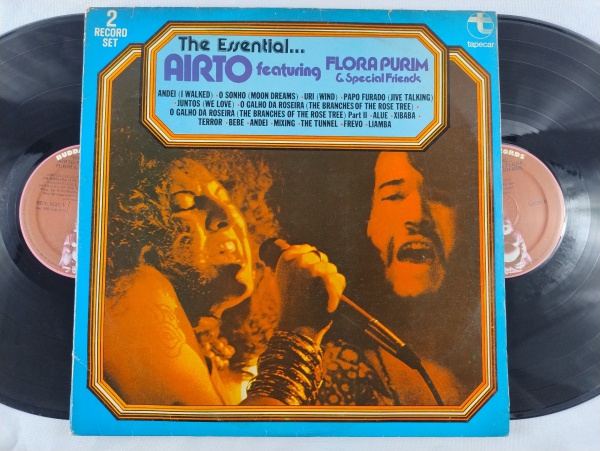 2
RECORD
SET
tapecar
The Essential...
AIRTO featuring FLORA PURIM
& Special Friends
ANDEI (I WALKED) - O SONHO (MOON DREAMS) - URI (WIND) - PAPO FURADO (JIVE TALKING)
- JUNTOS (WE LOVE) - O GALHO DA ROSEIRA (THE BRANCHES OF THE ROSE TREE) -
O GALHO DA ROSEIRA (THE BRANCHES OF THE ROSE TREE) Part II - ALUE - XIBABA -
TERROR - BEBE - ANDEI - MIXING - THE TUNNEL - FREVO - LJAMBA